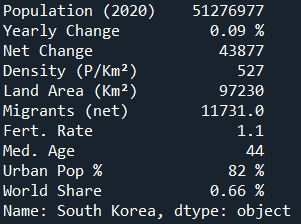 Population (2020)    51276977
Yearly Change          0.09 %
Net Change              43877
Density (P/Km²)           527
Land Area (Km²)         97230
Migrants (net)        11731.0
Fert. Rate                1.1
Med. Age                   44
Urban Pop %              82 %
World Share            0.66 %
Name: South Korea, dtype: object